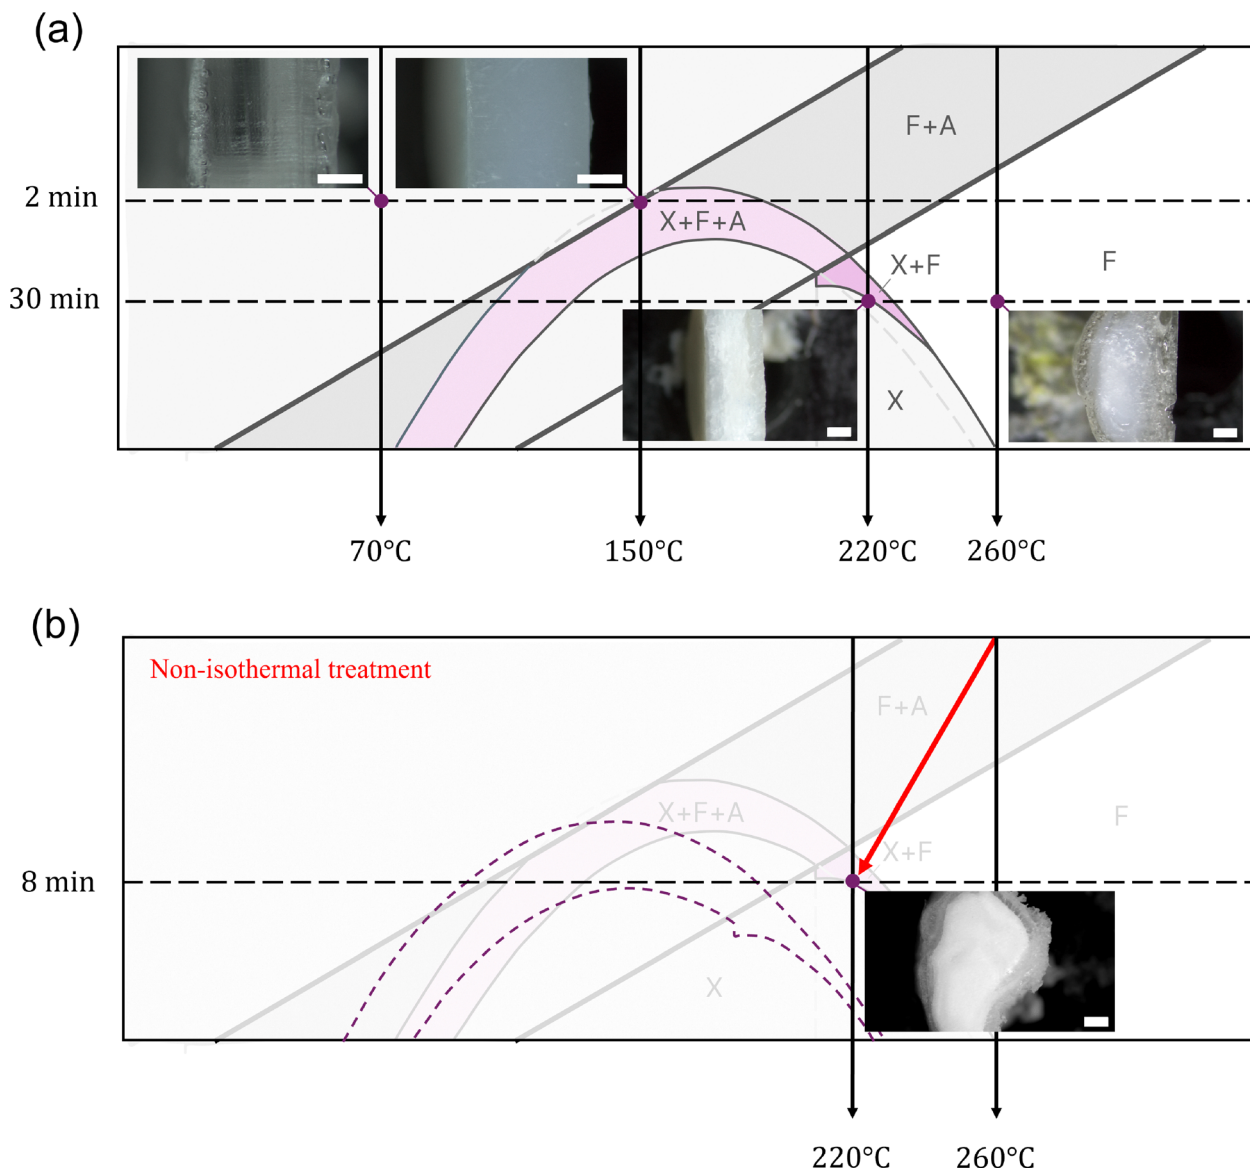 (a)
F+A
2 min
X+F+A
X+F
F
30 min
X
70°C
150°C
220°C
260°C
(b)
Non-isothermal treatment
F+A
X+F+A
F
X+F
8 min
X
220°C
260°C